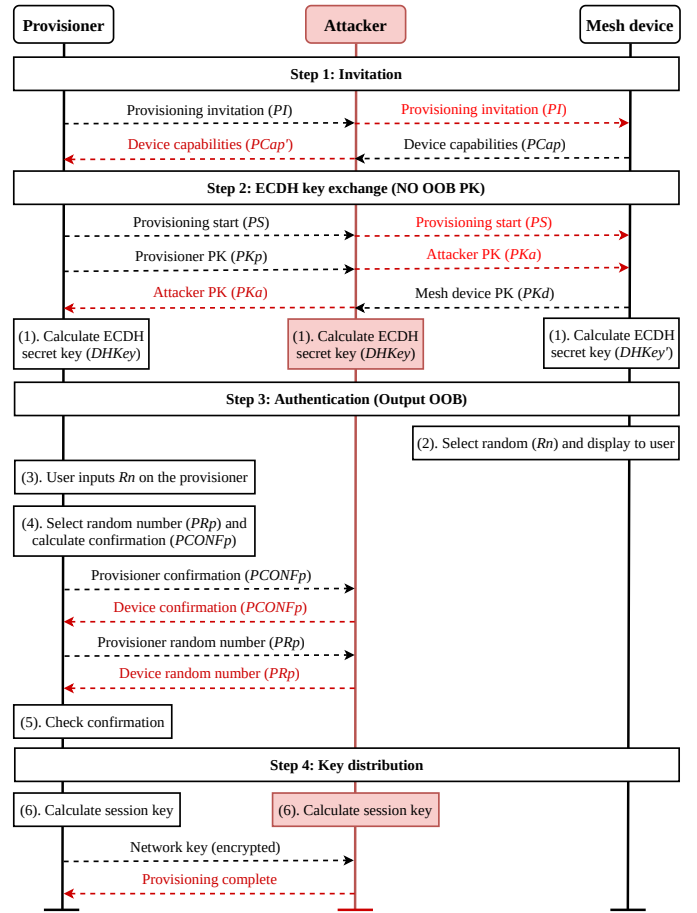 Provisioner
Attacker
Mesh device
Step 1: Invitation
Provisioning invitation (PI)
Provisioning invitation (PI)
Device capabilities (PCap')
Device capabilities (PCap)
Step 2: ECDH key exchange (NO OOB PK)
Provisioning start (PS)
Provisioning start (PS)
Provisioner PK (PKp)
Attacker PK (PKa)
Attacker PK (PKa)
Mesh device PK (PKd)
(1). Calculate ECDH
secret key (DHKey)
(1). Calculate ECDH
secret key (DHKey)
(1). Calculate ECDH
secret key (DHKey')
Step 3: Authentication (Output OOB)
(2). Select random (Rn) and display to user
(3). User inputs Rn on the provisioner
(4). Select random number (PRp) and
calculate confirmation (PCONFp)
Provisioner confirmation (PCONFp)
Device confirmation (PCONFp)
Provisioner random number (PRp)
Device random number (PRp)
(5). Check confirmation
Step 4: Key distribution
(6). Calculate session key
(6). Calculate session key
Network key (encrypted)
Provisioning complete